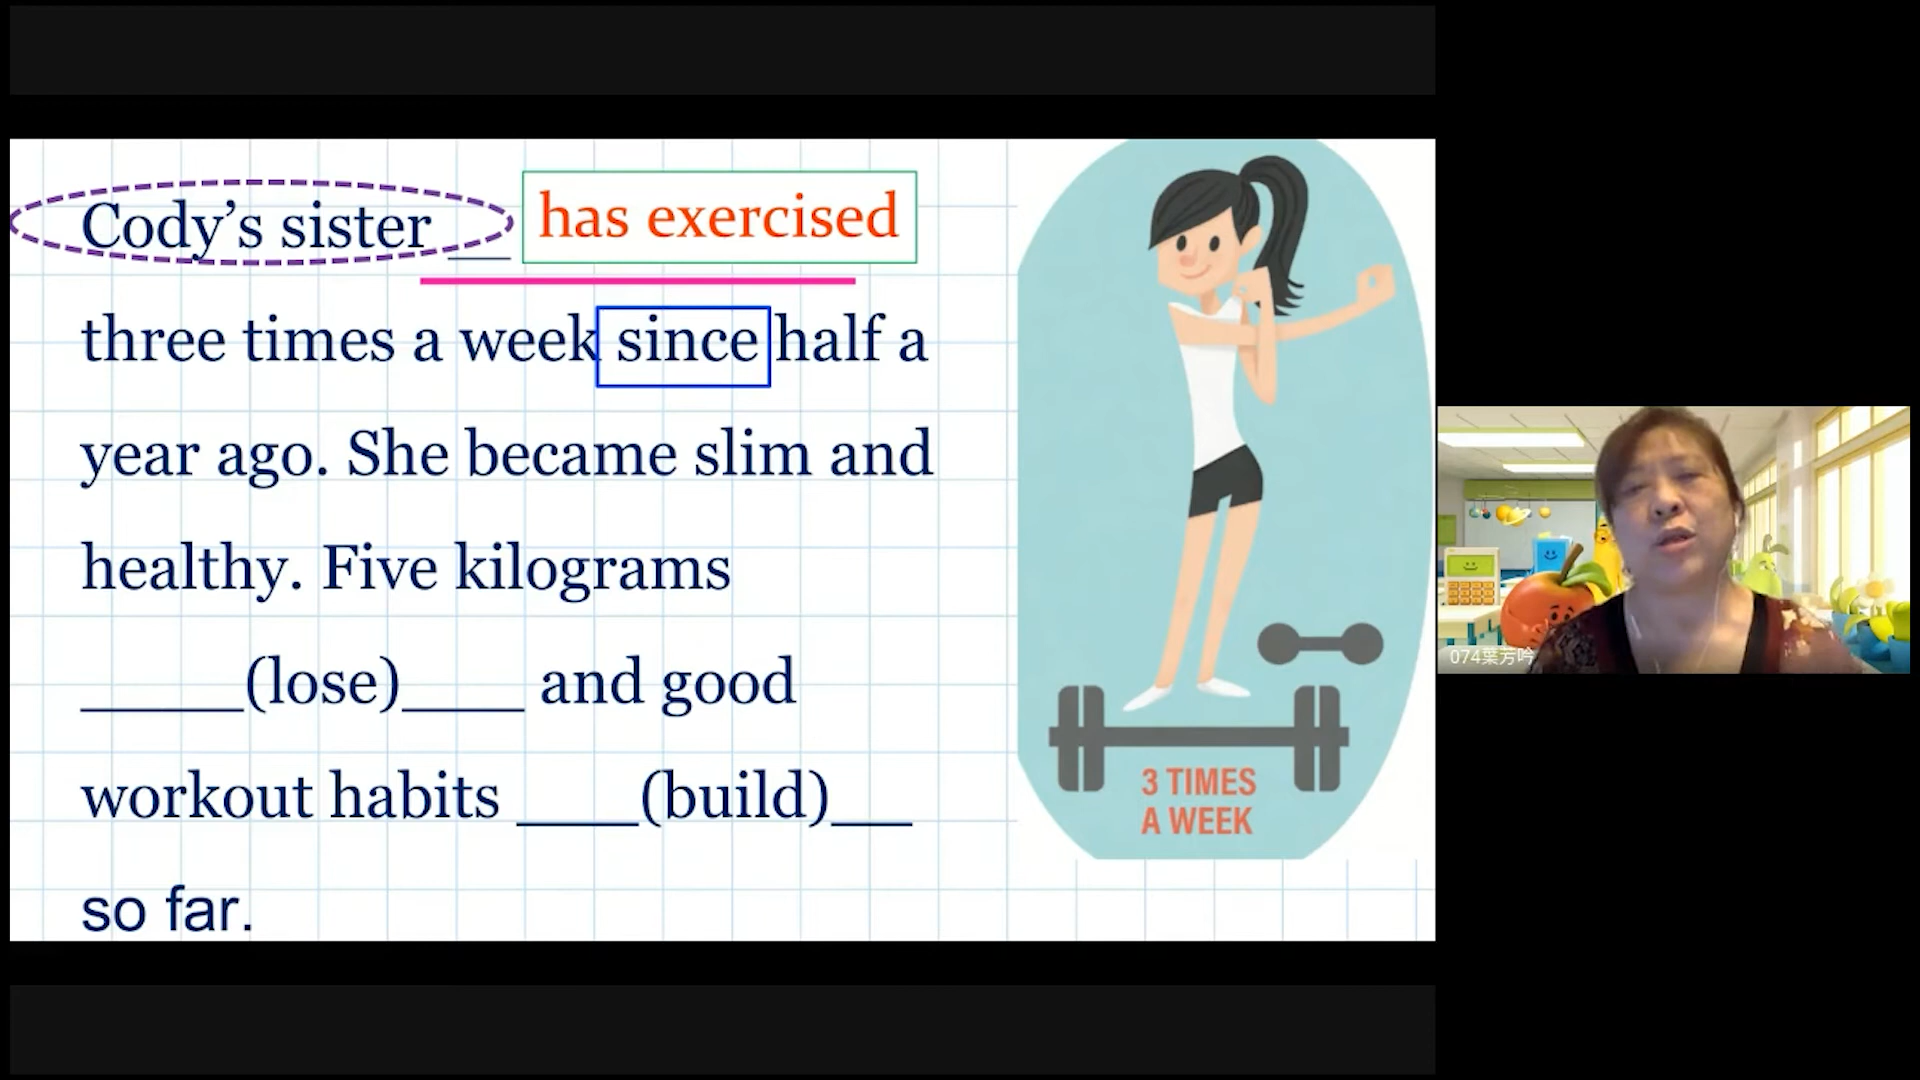 Cody's sister __ has exercised
three times a week since half a
year ago. She became slim and
healthy. Five kilograms
____(lose)___ and good
workout habits ___(build)__
so far.
3 TIMES
A WEEK
074葉芳吟